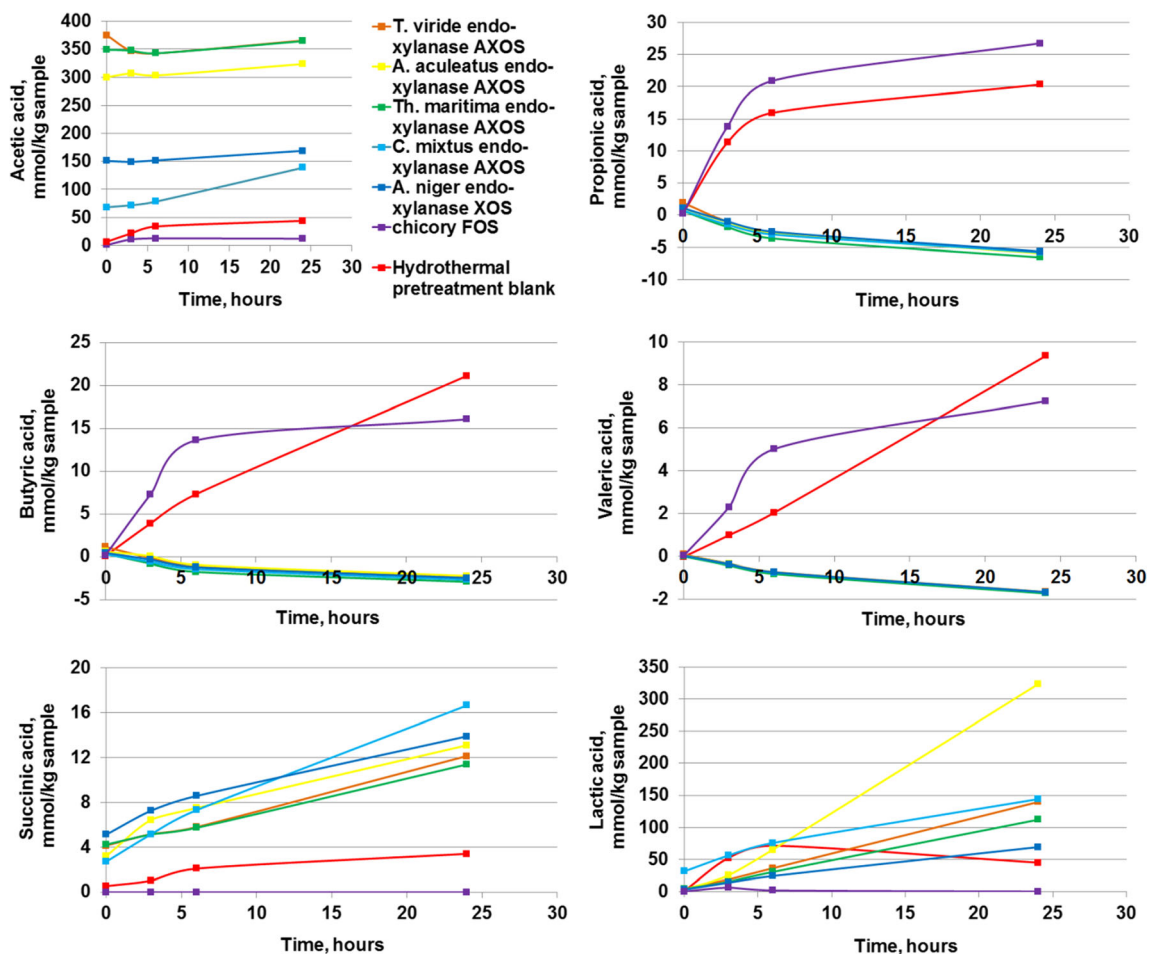 Acetic acid,
mmol/kg sample
400
350
300
250
200
150
100
50
0
0 5 10 15 20 25 30
Time, hours
T. viride endo-
xylanase AXOS
A. aculeatus endo-
xylanase AXOS
Th. maritima endo-
xylanase AXOS
C. mixtus endo-
xylanase AXOS
A. niger endo-
xylanase XOS
chicory FOS
Hydrothermal
pretreatment blank
Propionic acid,
mmol/kg sample
30
25
20
15
10
5
0
-5
-10
0 5 10 15 20 25 30
Time, hours
Butyric acid,
mmol/kg sample
25
20
15
10
5
0
-5
0 5 10 15 20 25 30
Time, hours
Valeric acid,
mmol/kg sample
10
8
6
4
2
0
-2
0 5 10 15 20 25 30
Time, hours
Succinic acid,
mmol/kg sample
20
16
12
8
4
0
0 5 10 15 20 25 30
Time, hours
Lactic acid,
mmol/kg sample
350
300
250
200
150
100
50
0
0 5 10 15 20 25 30
Time, hours